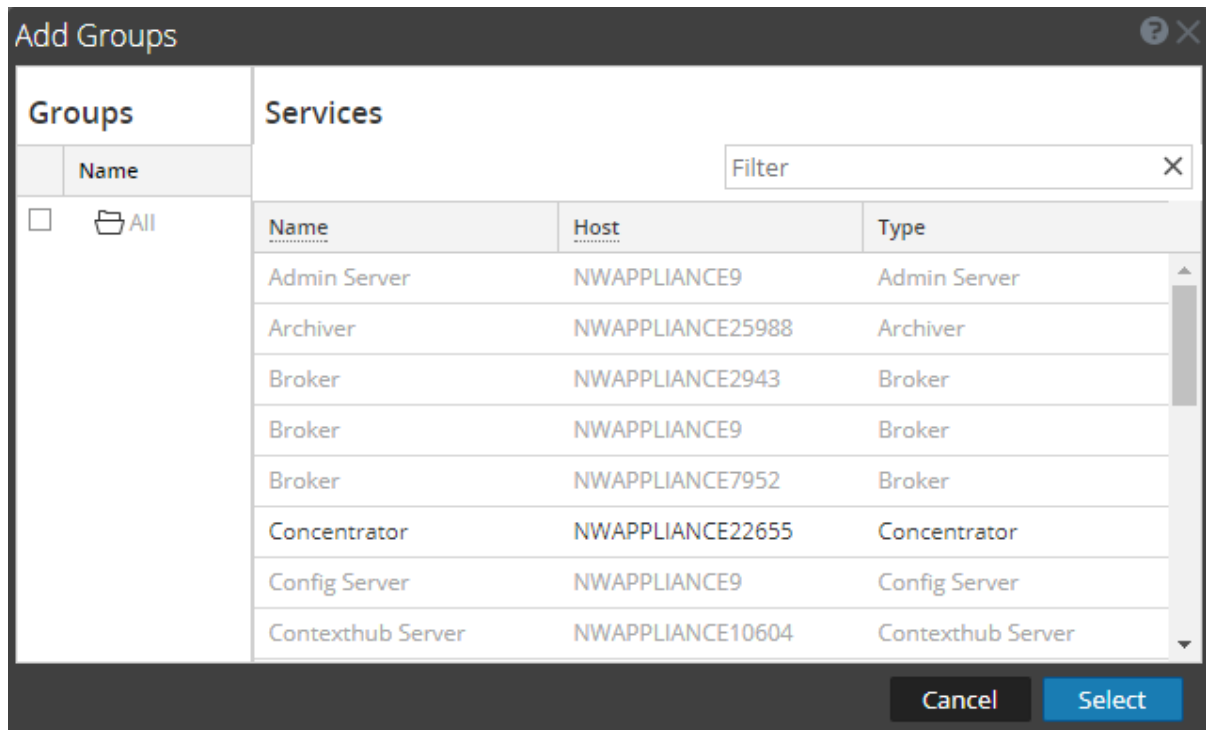 Add Groups
Groups
Services
Name
Filter
All
Name Host Type
Admin Server NWAPPLIANCE9 Admin Server
Archiver NWAPPLIANCE25988 Archiver
Broker NWAPPLIANCE2943 Broker
Broker NWAPPLIANCE9 Broker
Broker NWAPPLIANCE7952 Broker
Concentrator NWAPPLIANCE22655 Concentrator
Config Server NWAPPLIANCE9 Config Server
Contexthub Server NWAPPLIANCE10604 Contexthub Server
Cancel Select